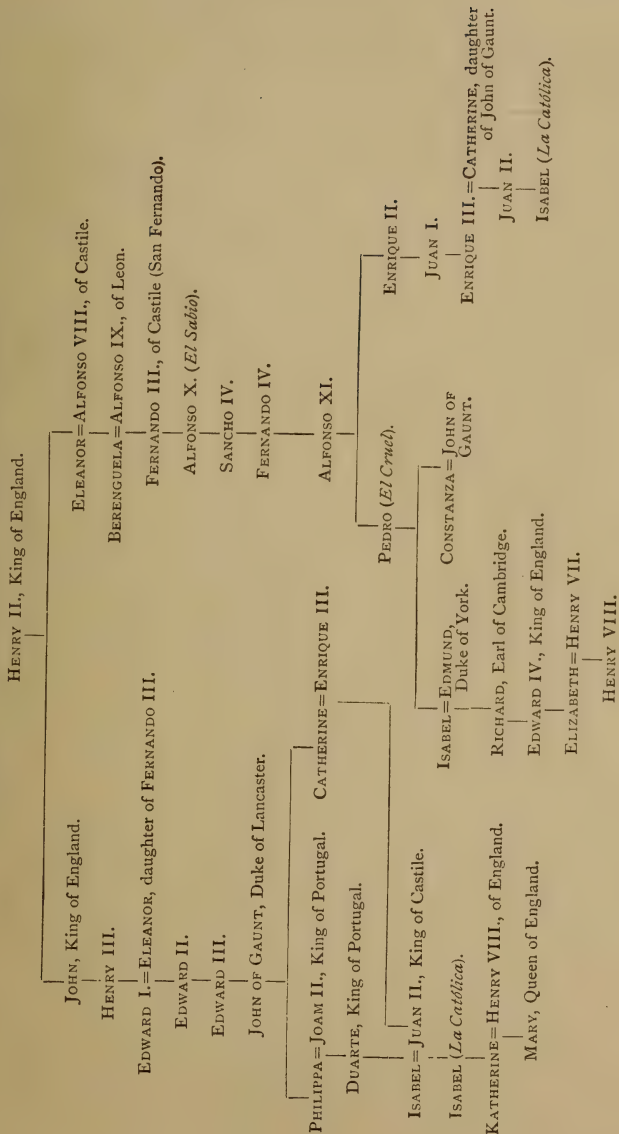 HENRY II., King of England.
JOHN, King of England.
HENRY III.
EDWARD I.=ELEANOR, daughter of FERNANDO III.
EDWARD II.
EDWARD III.
JOHN OF GAUNT, Duke of Lancaster.
PHILIPPA=JOAM II., King of Portugal.
CATHERINE=ENRIQUE III.
DUARTE, King of Portugal.
ISABEL=JUAN II., King of Castile.
ISABEL (La Católica).
KATHERINE=HENRY VIII., of England.
MARY, Queen of England.
ELEANOR=ALFONSO VIII., of Castile.
BERENGUELA=ALFONSO IX., of Leon.
FERNANDO III., of Castile (San Fernando).
ALFONSO X. (El Sabio).
SANCHO IV.
FERNANDO IV.
ALFONSO XI.
PEDRO (El Cruel).
ISABEL=EDMUND,
Duke of York.
RICHARD, Earl of Cambridge.
EDWARD IV., King of England.
ELIZABETH=HENRY VII.
HENRY VIII.
CONSTANZA=JOHN OF
GAUNT.
ENRIQUE II.
JUAN I.
ENRIQUE III.=CATHERINE, daughter
of John of Gaunt.
JUAN II.
ISABEL (La Católica).